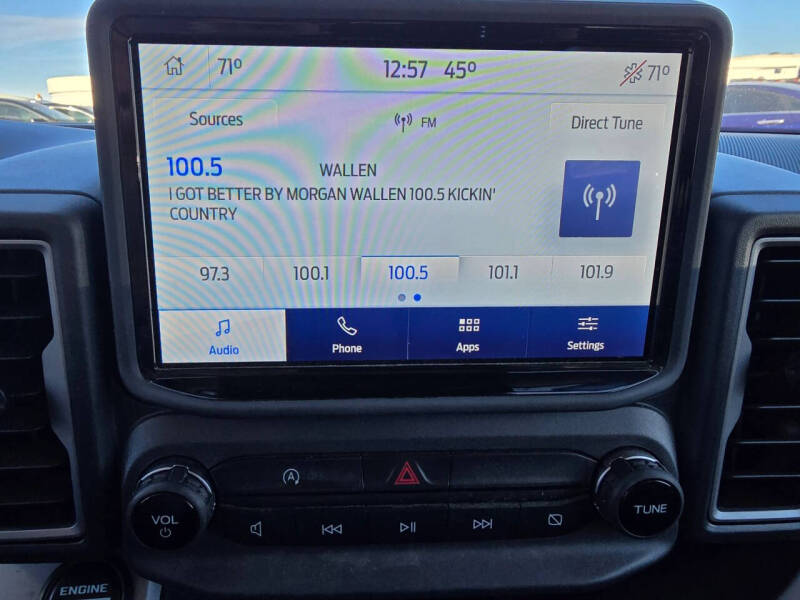 71° 12:57 45° 71°
Sources FM Direct Tune
100.5 WALLEN
I GOT BETTER BY MORGAN WALLEN 100.5 KICKIN'
COUNTRY
97.3 100.1 100.5 101.1 101.9
Audio Phone Apps Settings
A
VOL TUNE
ENGINE